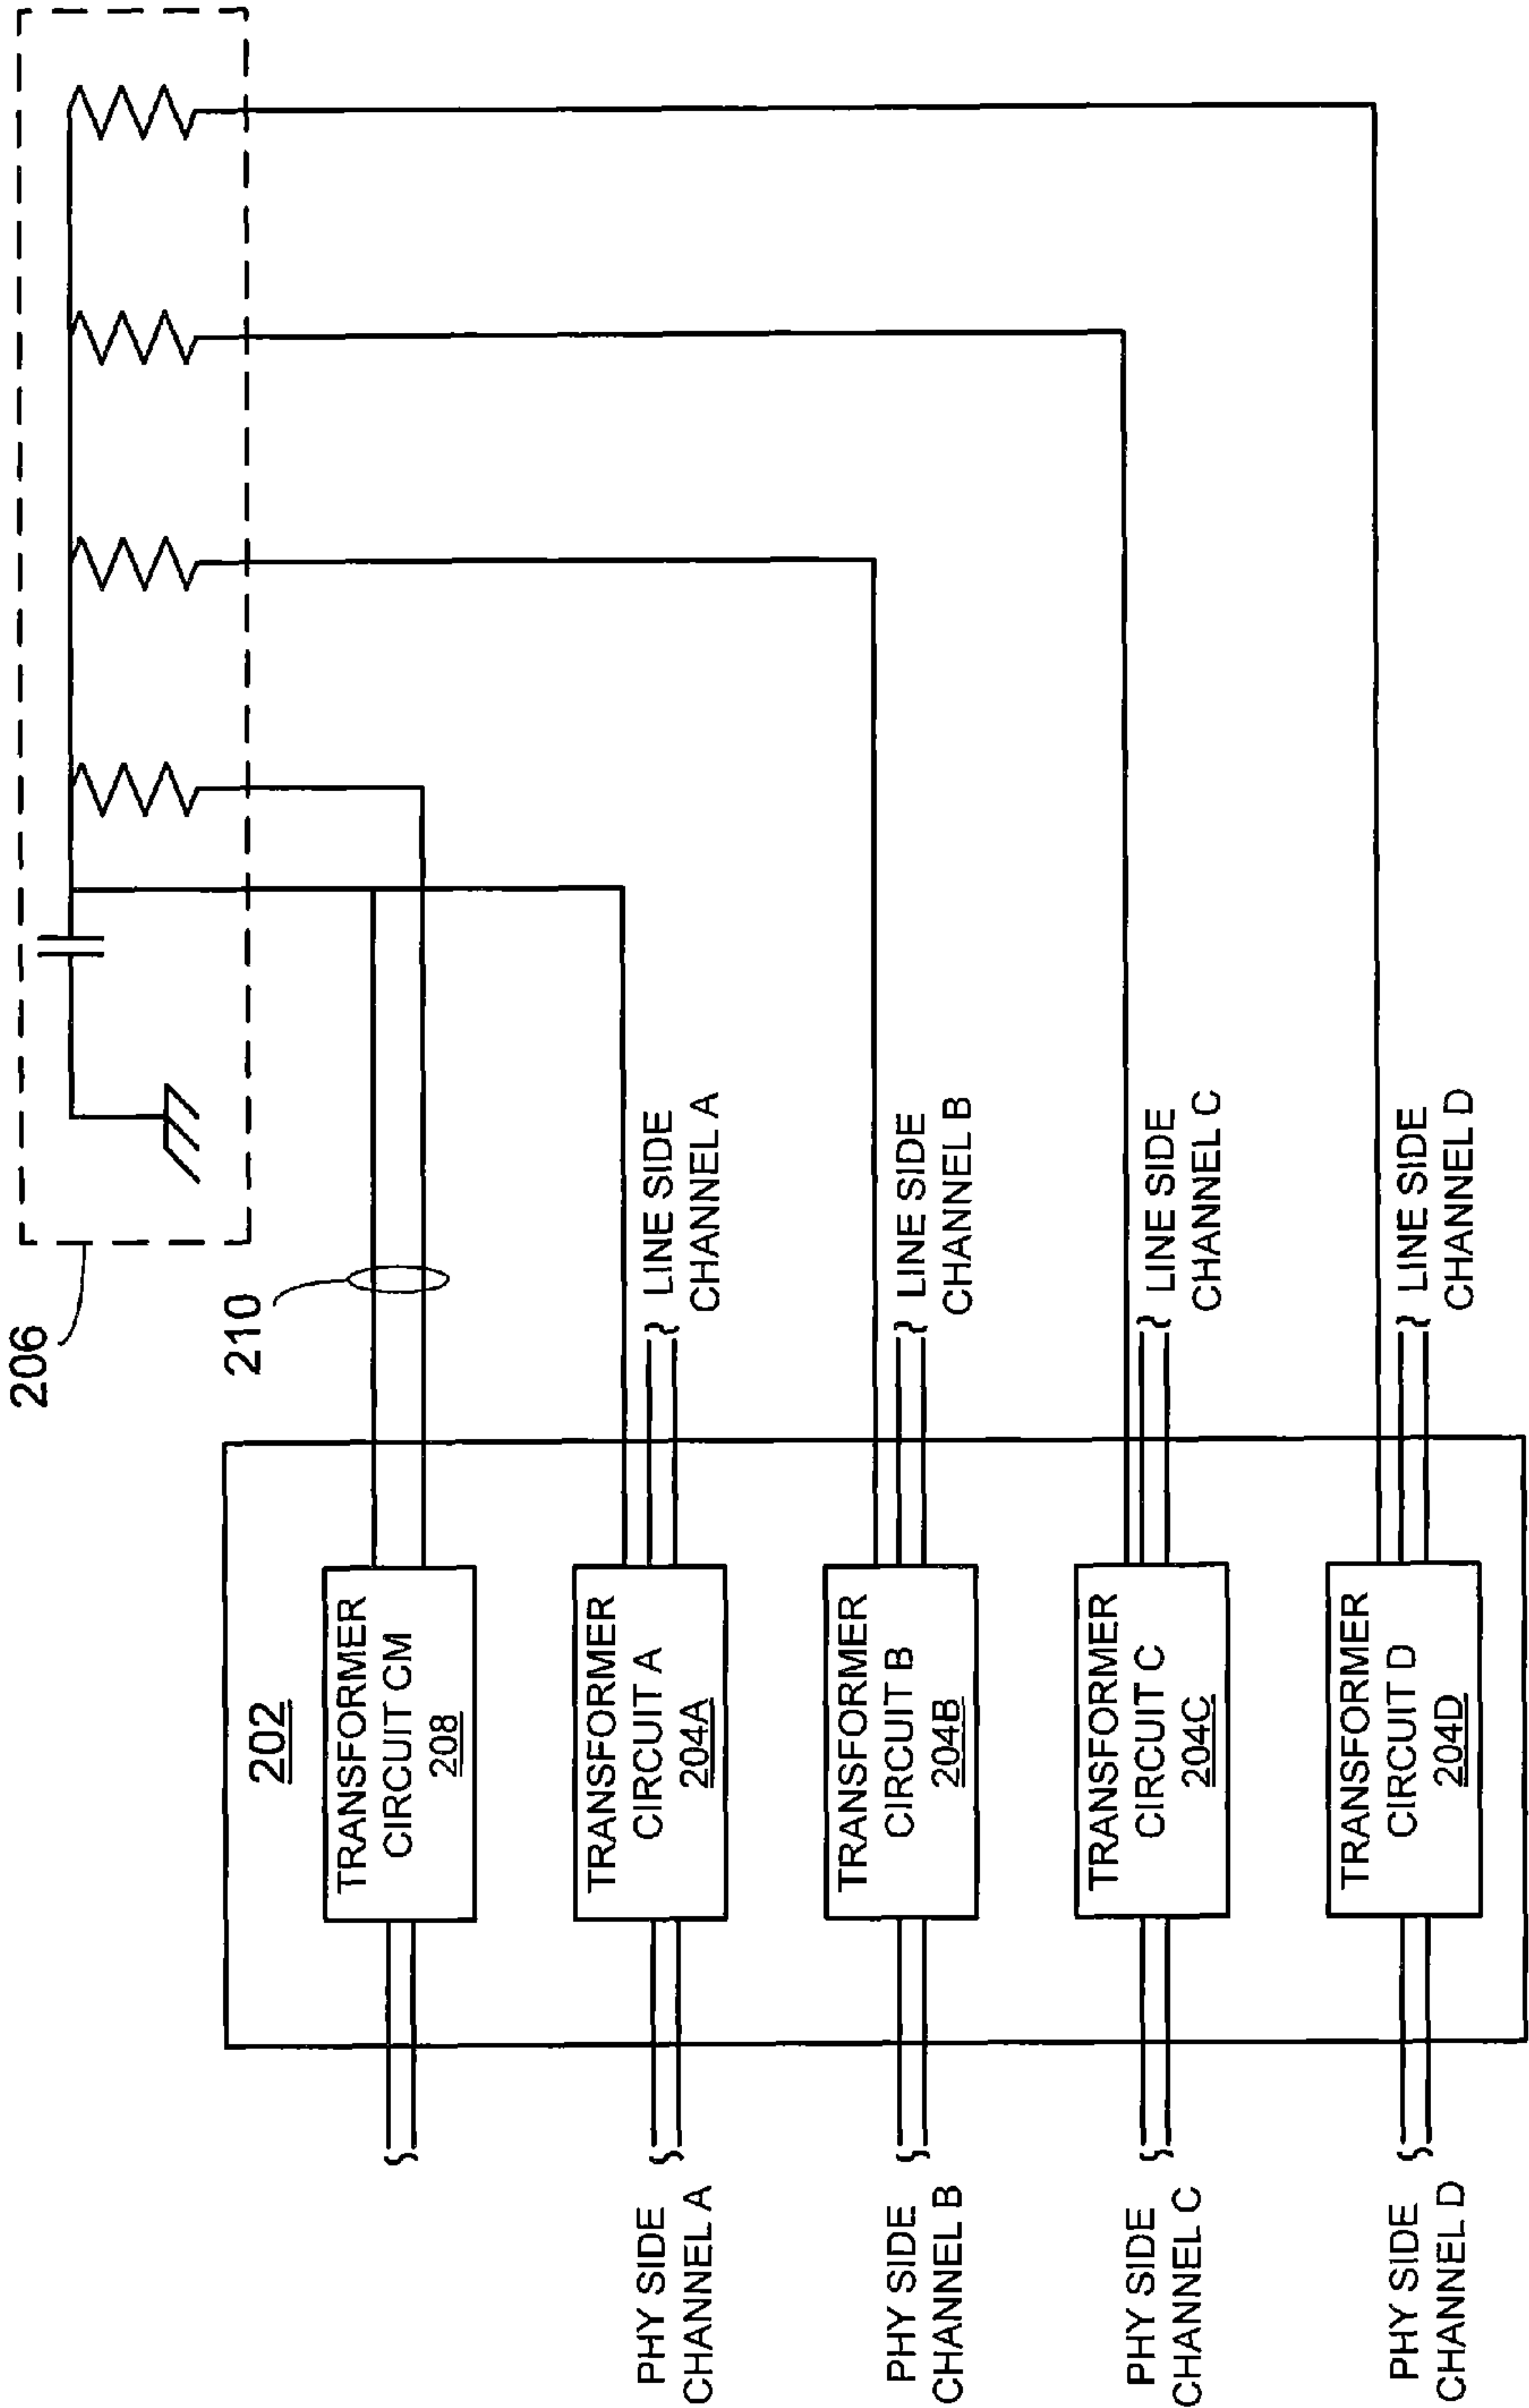 206
210
202
TRANSFORMER
CIRCUIT CM
208
TRANSFORMER
CIRCUIT A
204A
TRANSFORMER
CIRCUIT B
204B
TRANSFORMER
CIRCUIT C
204C
TRANSFORMER
CIRCUIT D
204D
PHY SIDE
CHANNEL A
PHY SIDE
CHANNEL B
PHY SIDE
CHANNEL C
PHY SIDE
CHANNEL D
LINE SIDE
CHANNEL A
LINE SIDE
CHANNEL B
LINE SIDE
CHANNEL C
LINE SIDE
CHANNEL D